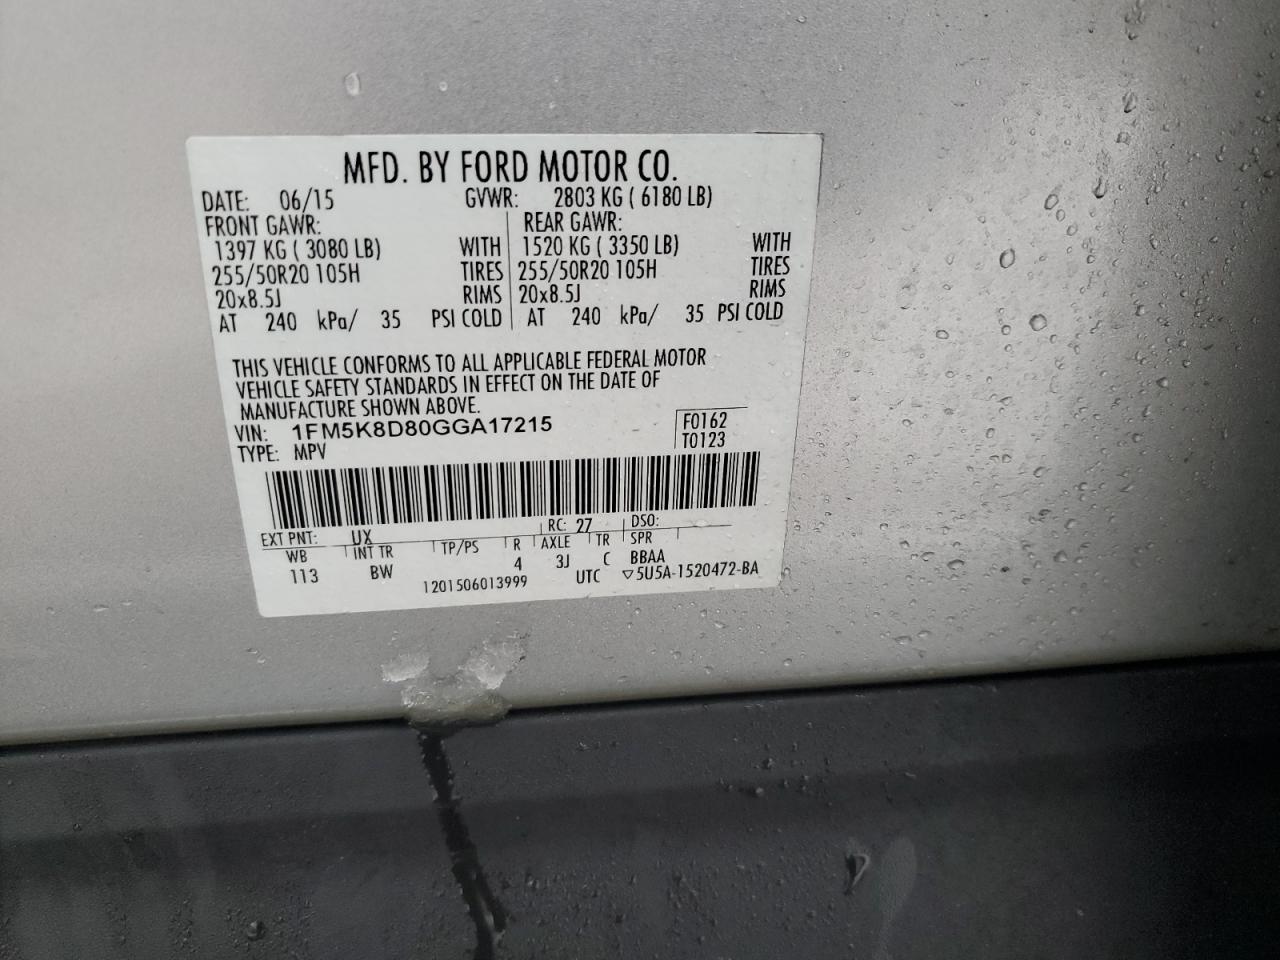 MFD. BY FORD MOTOR CO.
DATE: 06/15 GVWR: 2803 KG ( 6180 LB)
FRONT GAWR: REAR GAWR:
1397 KG ( 3080 LB) WITH 1520 KG ( 3350 LB) WITH
255/50R20 105H TIRES 255/50R20 105H TIRES
20x8.5J RIMS 20x8.5J RIMS
AT 240 kPa/ 35 PSI COLD AT 240 kPa/ 35 PSI COLD
THIS VEHICLE CONFORMS TO ALL APPLICABLE FEDERAL MOTOR
VEHICLE SAFETY STANDARDS IN EFFECT ON THE DATE OF
MANUFACTURE SHOWN ABOVE.
VIN: 1FM5K8D80GGA17215 F0162
TYPE: MPV T0123
EXT PNT: UX RC: 27 DSO:
WB INT TR TP/PS R AXLE TR SPR
113 BW 4 3J C BBAA
1201506013999 UTC ▽5U5A-1520472-BA